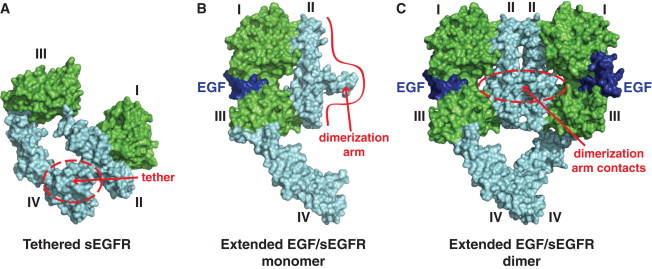 A
III
I
tether
IV
II
Tethered sEGFR
B
I
II
EGF
III
dimerization
arm
IV
Extended EGF/sEGFR
monomer
C
I
II
II
I
EGF
EGF
III
III
dimerization
arm contacts
IV
IV
Extended EGF/sEGFR
dimer